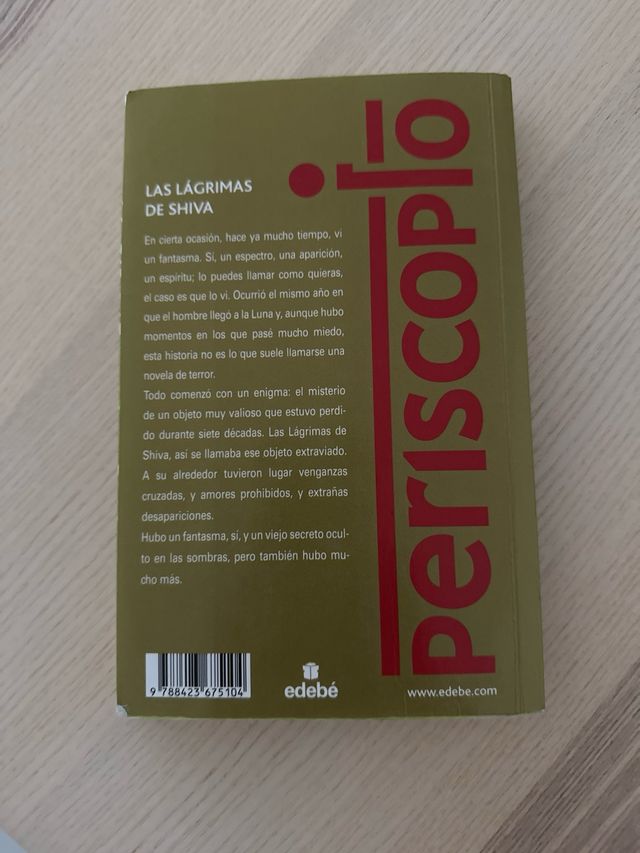 LAS LÁGRIMAS
DE SHIVA
En cierta ocasión, hace ya mucho tiempo, vi
un fantasma. Sí, un espectro, una aparición,
un espíritu; lo puedes llamar como quieras,
el caso es que lo vi. Ocurrió el mismo año en
que el hombre llegó a la Luna y, aunque hubo
momentos en los que pasé mucho miedo,
esta historia no es lo que suele llamarse una
novela de terror.
Todo comenzó con un enigma: el misterio
de un objeto muy valioso que estuvo perdi-
do durante siete décadas. Las Lágrimas de
Shiva, así se llamaba ese objeto extraviado.
A su alrededor tuvieron lugar venganzas
cruzadas, y amores prohibidos, y extrañas
desapariciones.
Hubo un fantasma, sí, y un viejo secreto ocul-
to en las sombras, pero también hubo mu-
cho más.
periscopio
9 788423 675104
edebé
www.edebe.com